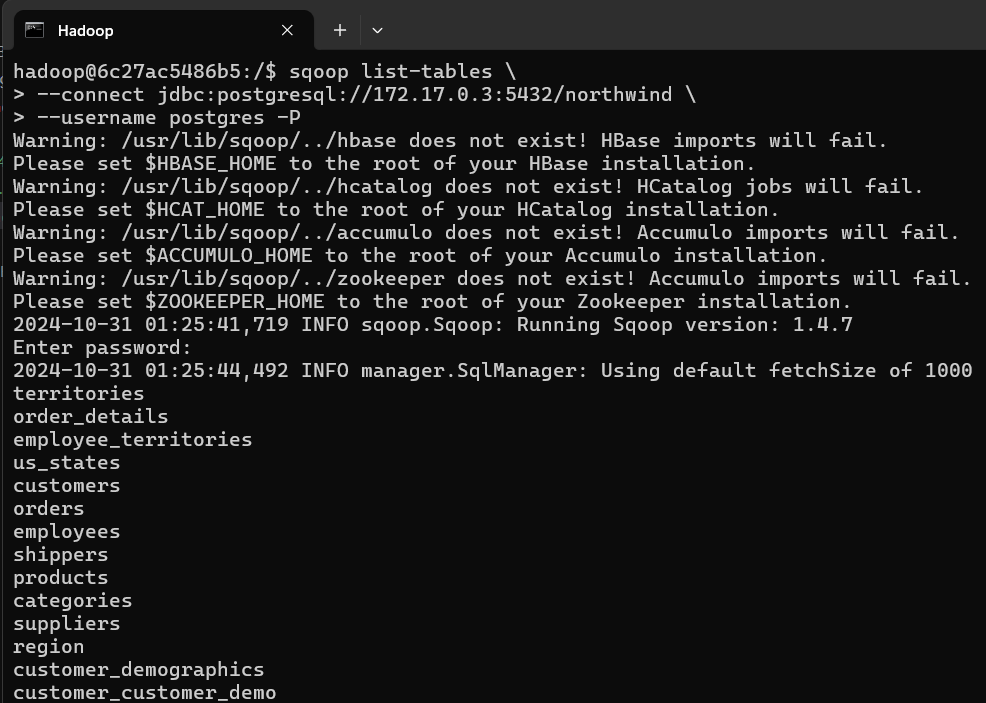 Hadoop
hadoop@6c27ac5486b5:/$ sqoop list-tables \
> --connect jdbc:postgresql://172.17.0.3:5432/northwind \
> --username postgres -P
Warning: /usr/lib/sqoop/../hbase does not exist! HBase imports will fail.
Please set $HBASE_HOME to the root of your HBase installation.
Warning: /usr/lib/sqoop/../hcatalog does not exist! HCatalog jobs will fail.
Please set $HCAT_HOME to the root of your HCatalog installation.
Warning: /usr/lib/sqoop/../accumulo does not exist! Accumulo imports will fail.
Please set $ACCUMULO_HOME to the root of your Accumulo installation.
Warning: /usr/lib/sqoop/../zookeeper does not exist! Accumulo imports will fail.
Please set $ZOOKEEPER_HOME to the root of your Zookeeper installation.
2024-10-31 01:25:41,719 INFO sqoop.Sqoop: Running Sqoop version: 1.4.7
Enter password:
2024-10-31 01:25:44,492 INFO manager.SqlManager: Using default fetchSize of 1000
territories
order_details
employee_territories
us_states
customers
orders
employees
shippers
products
categories
suppliers
region
customer_demographics
customer_customer_demo